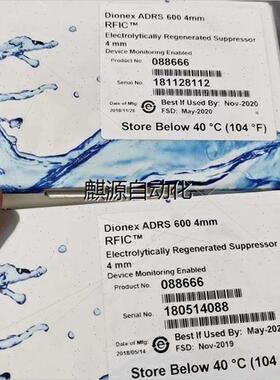 Dionex ADRS 600 4mm
RFIC™
Electrolytically Regenerated Suppressor
4 mm
Device Monitoring Enabled
Product No. 088666
Serial No. 181128112
Date of Mfg. 2018/11/28
Best If Used By: Nov-2020
FSD: May-2020
Store Below 40 °C (104 °F)
麒源自动化
Dionex ADRS 600 4mm
RFIC™
Electrolytically Regenerated Suppressor
4 mm
Device Monitoring Enabled
Product No. 088666
Serial No. 180514088
Date of Mfg. 2018/05/14
Best If Used By: May-202
FSD: Nov-2019
Store Below 40 °C (104 °